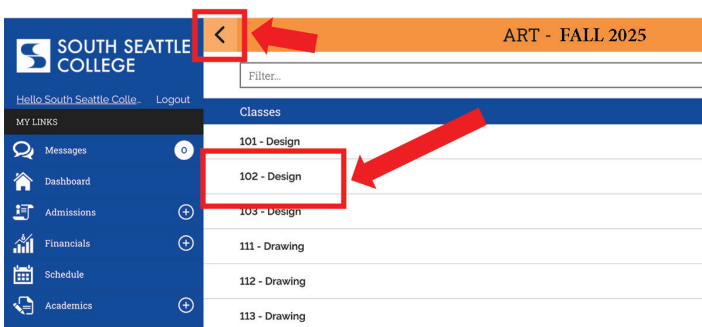 SOUTH SEATTLE
COLLEGE
Hello South Seattle Colle... Logout
MY LINKS
Messages 0
Dashboard
Admissions
Financials
Schedule
Academics
ART - FALL 2025
Filter...
Classes
101 - Design
102 - Design
103 - Design
111 - Drawing
112 - Drawing
113 - Drawing